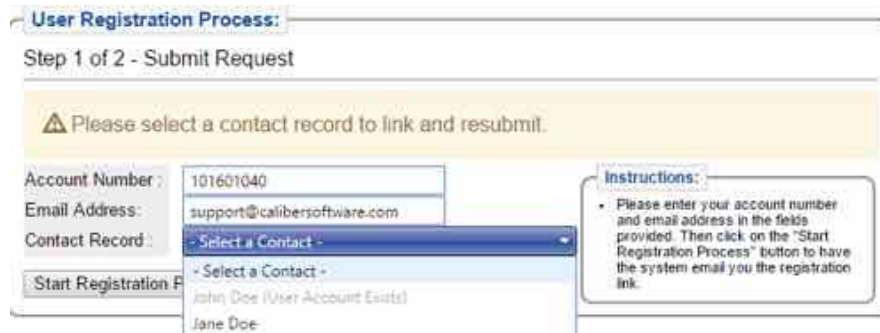 User Registration Process:
Step 1 of 2 - Submit Request
Please select a contact record to link and resubmit.
Account Number :
101601040
Email Address:
support@calibersoftware.com
Contact Record :
- Select a Contact -
- Select a Contact -
John Doe (User Account Exists)
Jane Doe
Start Registration P
Instructions:
• Please enter your account number
and email address in the fields
provided. Then click on the "Start
Registration Process" button to have
the system email you the registration
link.